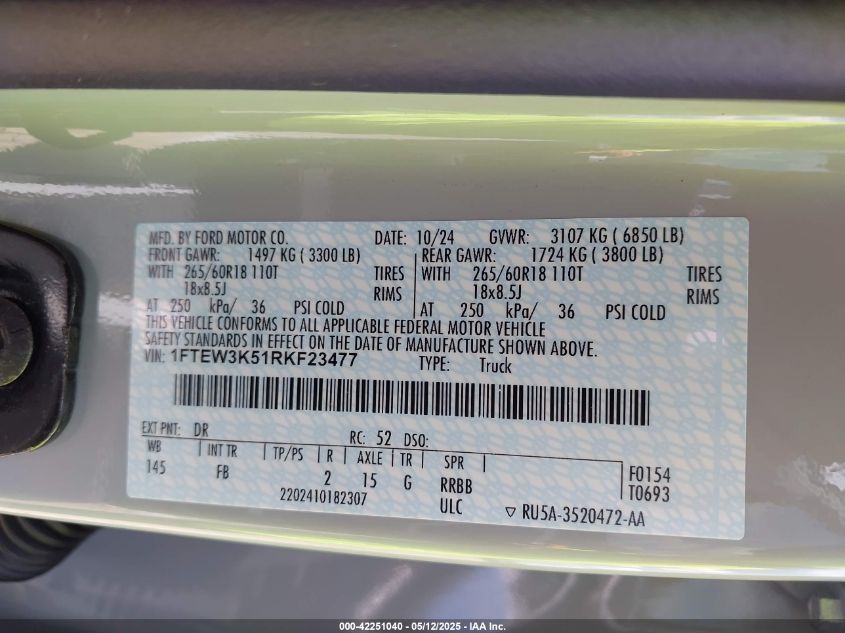 MFD. BY FORD MOTOR CO. DATE: 10/24 GVWR: 3107 KG ( 6850 LB)
FRONT GAWR: 1497 KG ( 3300 LB) REAR GAWR: 1724 KG ( 3800 LB)
WITH 265/60R18 110T TIRES WITH 265/60R18 110T TIRES
18x8.5J RIMS 18x8.5J RIMS
AT 250 kPa/ 36 PSI COLD AT 250 kPa/ 36 PSI COLD
THIS VEHICLE CONFORMS TO ALL APPLICABLE FEDERAL MOTOR VEHICLE
SAFETY STANDARDS IN EFFECT ON THE DATE OF MANUFACTURE SHOWN ABOVE.
VIN: 1FTEW3K51RKF23477 TYPE: Truck
EXT PNT: DR RC: 52 DSO:
WB INT TR TP/PS R AXLE TR SPR
145 FB 2 15 G RRBB F0154
2202410182307 ULC T0693
▽ RU5A-3520472-AA
000-42251040 - 05/12/2025 - IAA Inc.